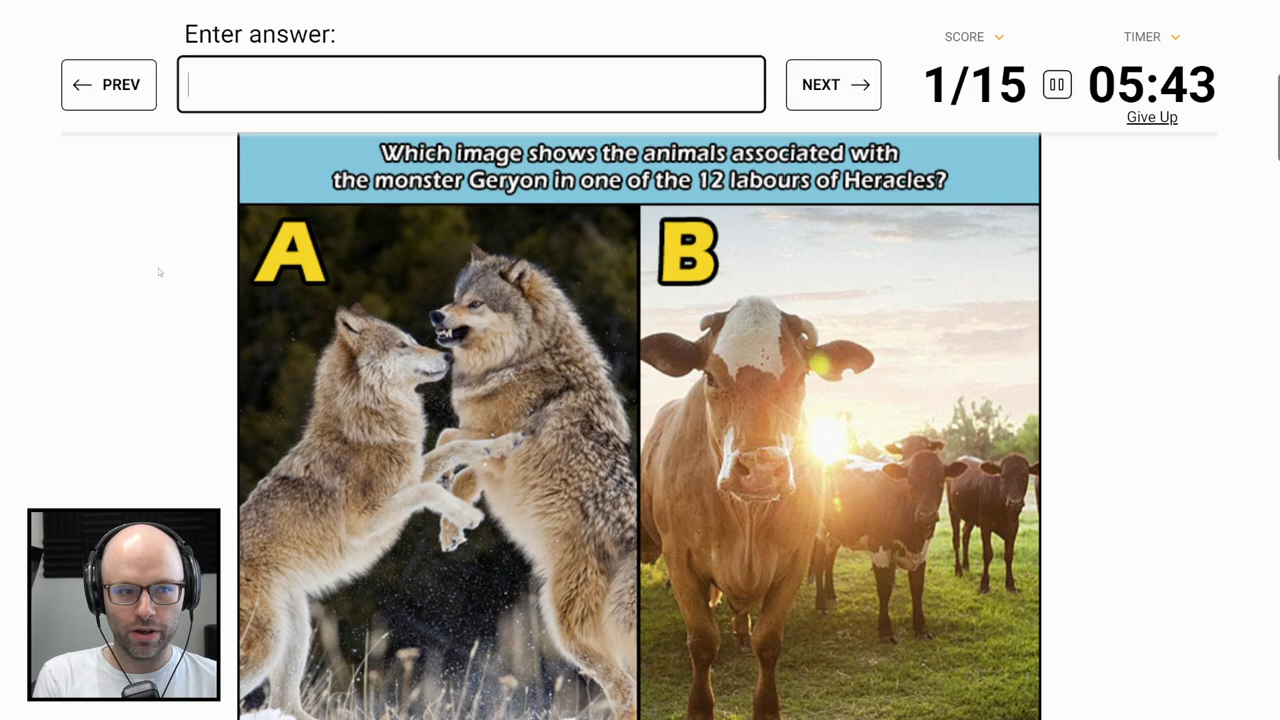 Enter answer:
PREV
NEXT
SCORE
1/15
TIMER
05:43
Give Up
Which image shows the animals associated with
the monster Geryon in one of the 12 labours of Heracles?
A
B